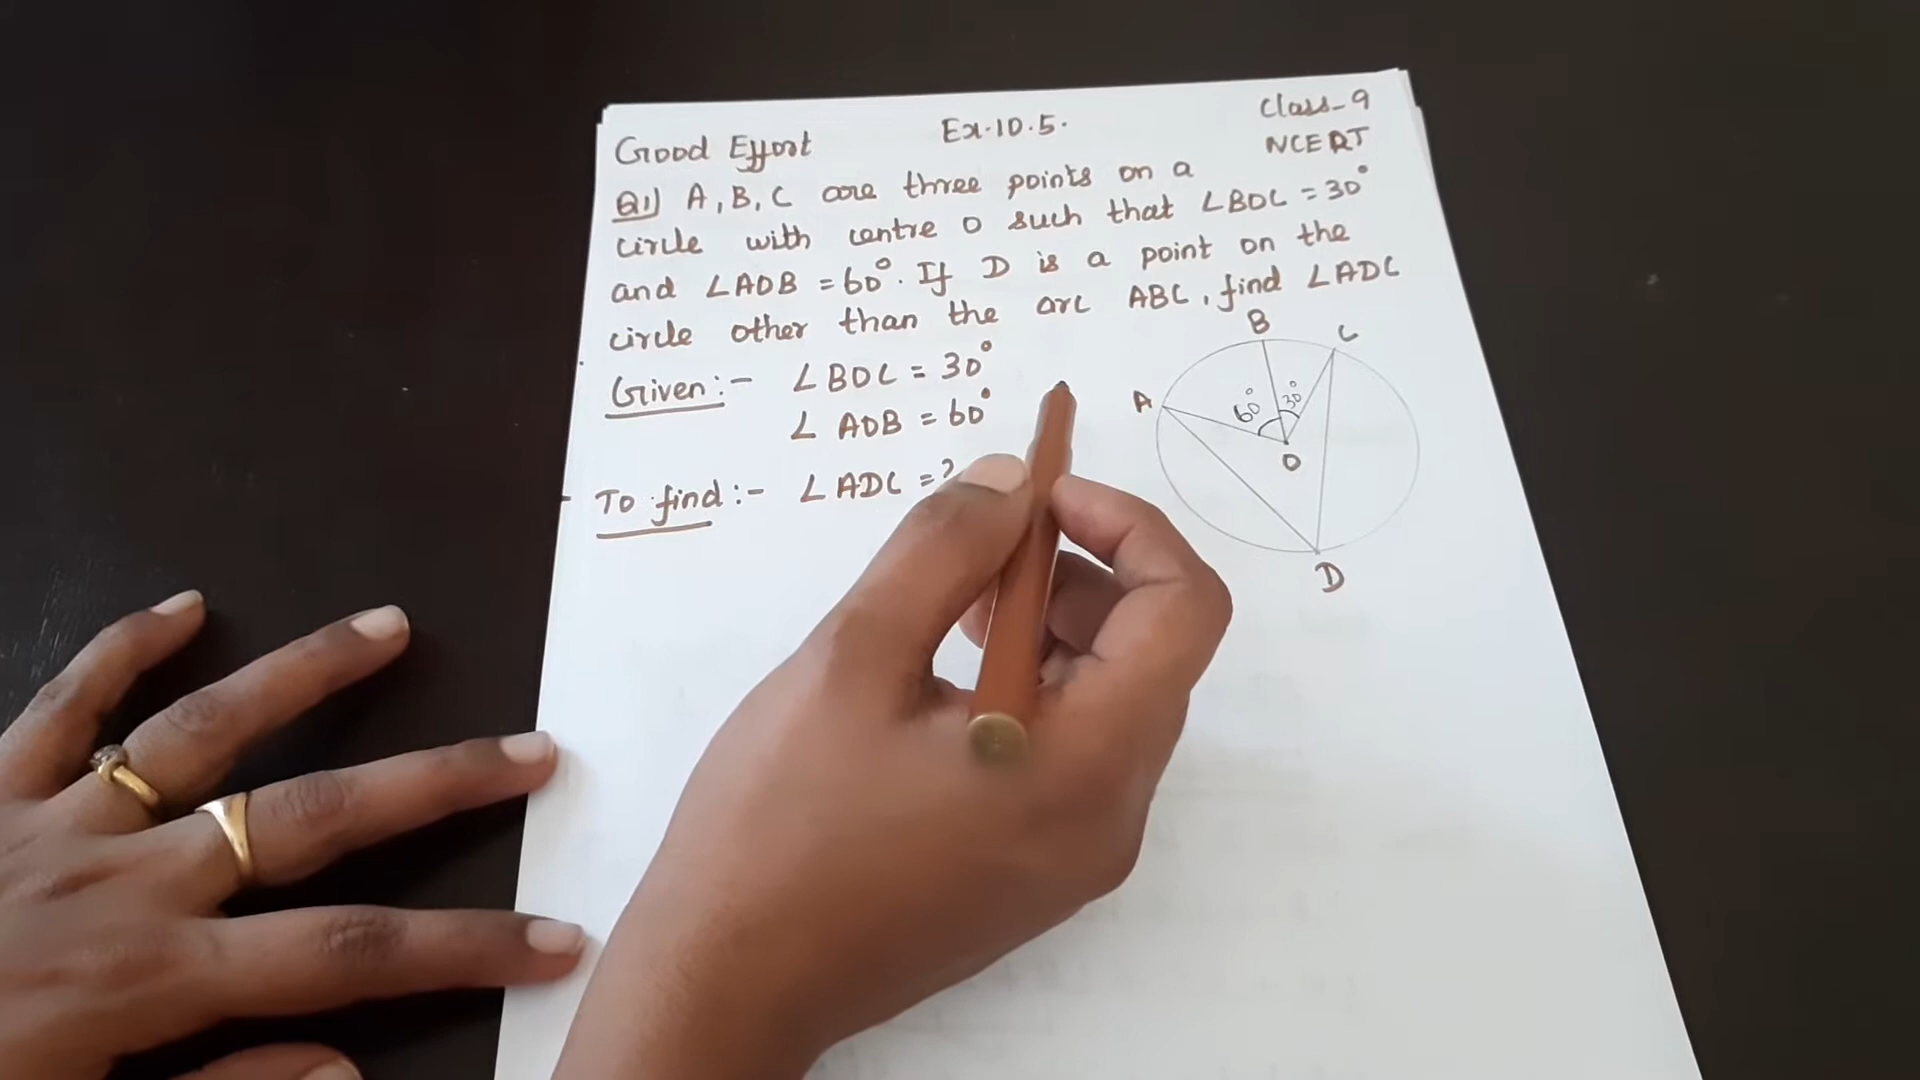 Good Effort Ex.10.5. Class-9
NCERT
Q1) A, B, C are three points on a
circle with centre O such that ∠BOC = 30°
and ∠AOB = 60°. If D is a point on the
circle other than the arc ABC, find ∠ADC
Given:- ∠BOC = 30°
∠AOB = 60°
To find:- ∠ADC = ?
B
C
A
60°
30°
O
D